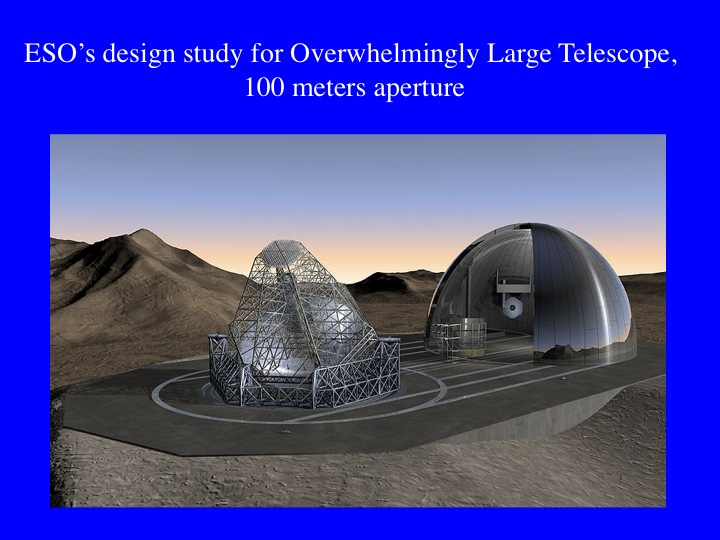 ESO’s design study for Overwhelmingly Large Telescope,
100 meters aperture